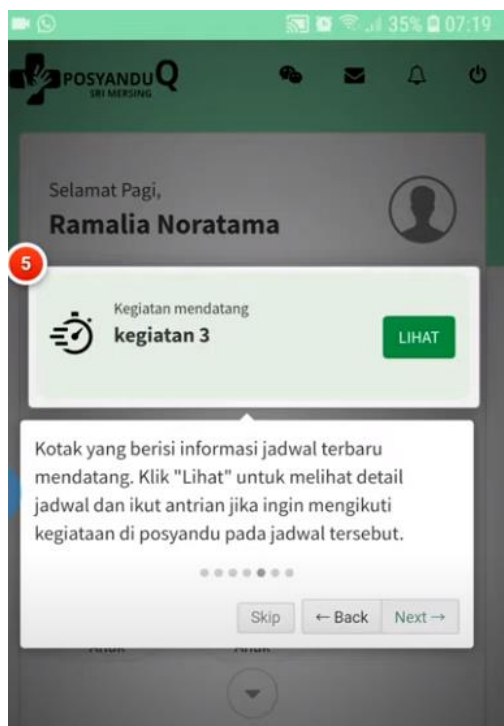 35% 07:19
POSYANDUQ
SRI MERSING
Selamat Pagi,
Ramalia Noratama
5
Kegiatan mendatang
kegiatan 3
LIHAT
Kotak yang berisi informasi jadwal terbaru
mendatang. Klik "Lihat" untuk melihat detail
jadwal dan ikut antrian jika ingin mengikuti
kegiataan di posyandu pada jadwal tersebut.
Skip ← Back Next →